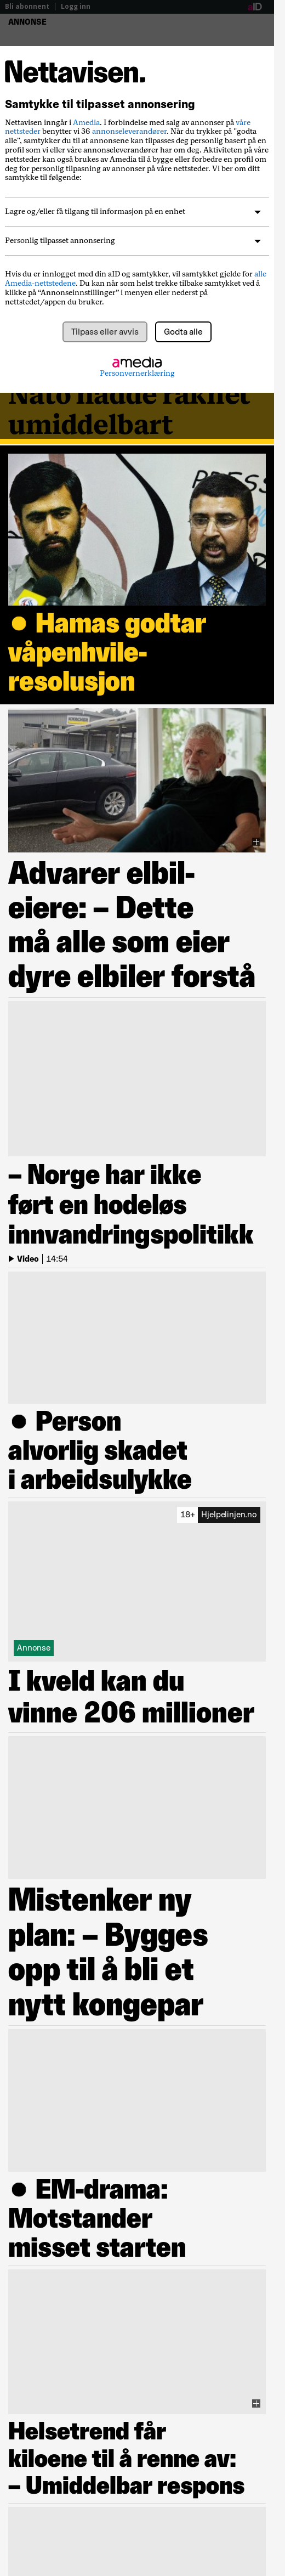 Bli abonnent | Logg inn
aID
ANNONSE
Nettavisen.
Samtykke til tilpasset annonsering
Nettavisen inngår i Amedia. I forbindelse med salg av annonser på våre
nettsteder benytter vi 36 annonseleverandører. Når du trykker på "godta
alle", samtykker du til at annonsene kan tilpasses deg personlig basert på en
profil som vi eller våre annonseleverandører har om deg. Aktiviteten på våre
nettsteder kan også brukes av Amedia til å bygge eller forbedre en profil om
deg for personlig tilpasning av annonser på våre nettsteder. Vi ber om ditt
samtykke til følgende:
Lagre og/eller få tilgang til informasjon på en enhet
Personlig tilpasset annonsering
Hvis du er innlogget med din aID og samtykker, vil samtykket gjelde for alle
Amedia-nettstedene. Du kan når som helst trekke tilbake samtykket ved å
klikke på “Annonseinnstillinger” i menyen eller nederst på
nettstedet/appen du bruker.
Tilpass eller avvis
Godta alle
amedia
Personvernerklæring
Nato hadde rykket
umiddelbart
PRESS
● Hamas godtar
våpenhvile-
resolusjon
Advarer elbil-
eiere: – Dette
må alle som eier
dyre elbiler forstå
– Norge har ikke
ført en hodeløs
innvandringspolitikk
Video | 14:54
● Person
alvorlig skadet
i arbeidsulykke
18+ Hjelpelinjen.no
Annonse
I kveld kan du
vinne 206 millioner
Mistenker ny
plan: – Bygges
opp til å bli et
nytt kongepar
● EM-drama:
Motstander
misset starten
Helsetrend får
kiloene til å renne av:
– Umiddelbar respons